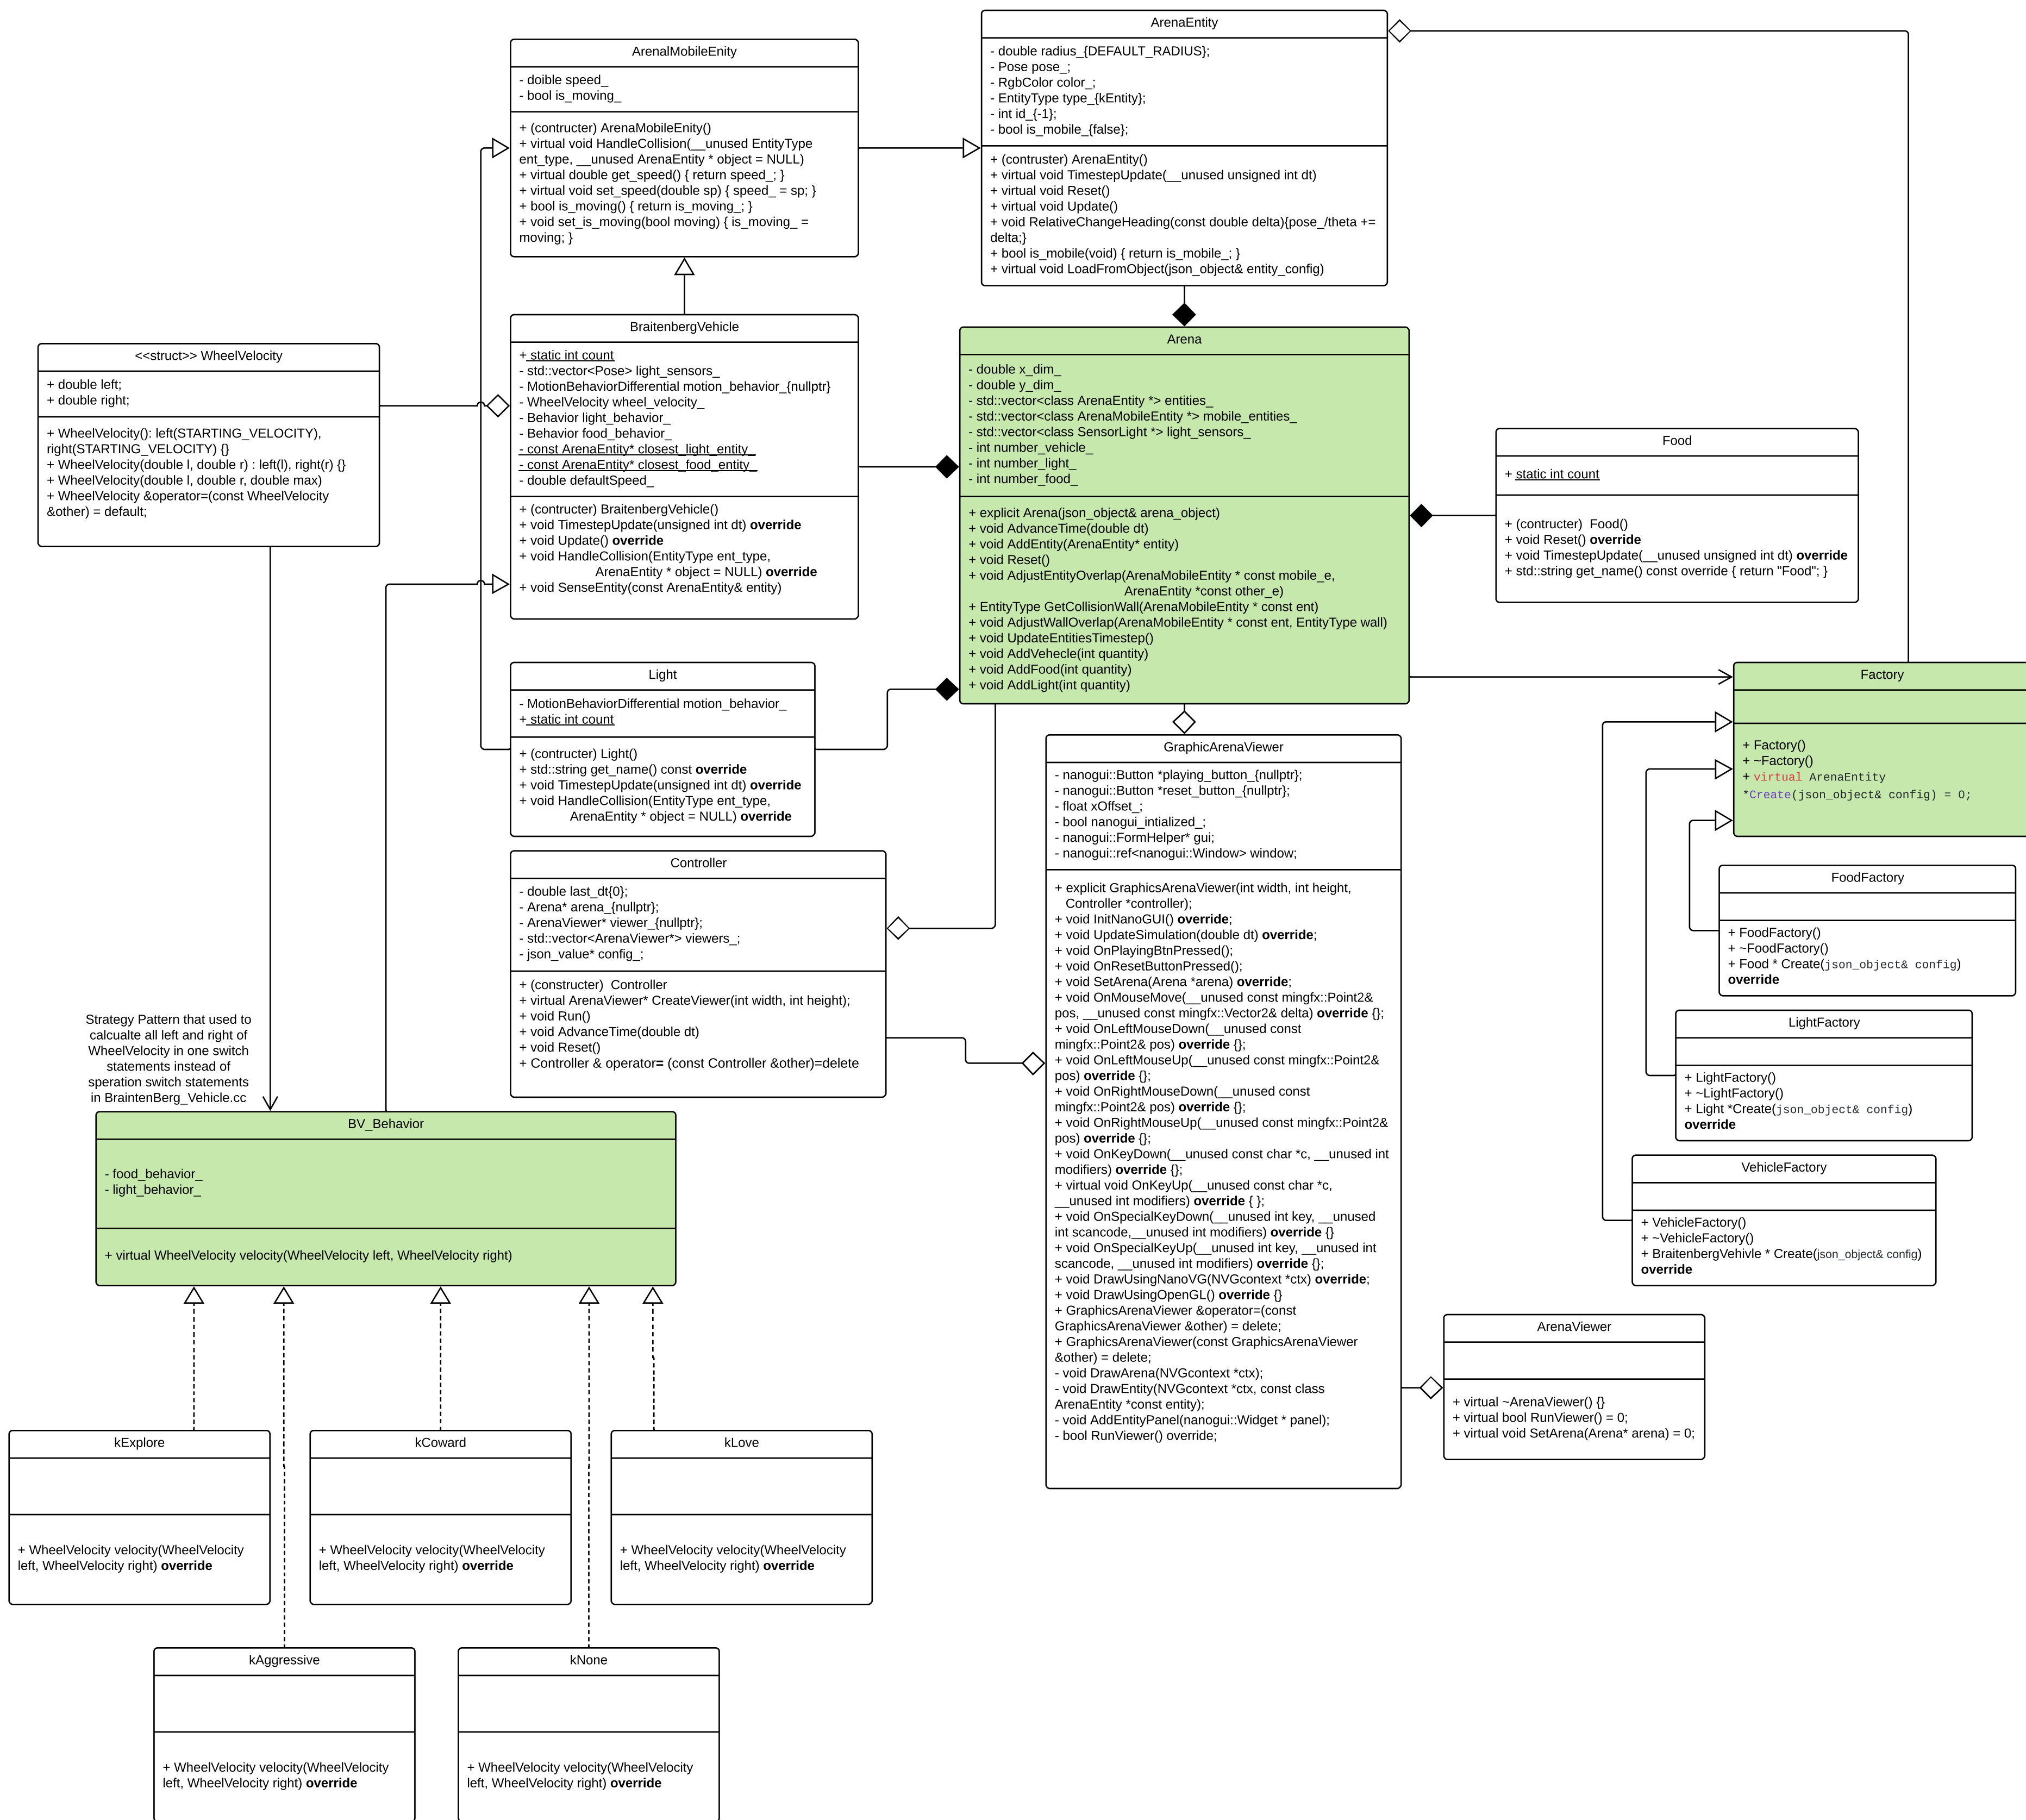 ArenaEntity
- double radius_{DEFAULT_RADIUS};
- Pose pose_;
- RgbColor color_;
- EntityType type_{kEntity};
- int id_{-1};
- bool is_mobile_{false};
+ (contruster) ArenaEntity()
+ virtual void TimestepUpdate(__unused unsigned int dt)
+ virtual void Reset()
+ virtual void Update()
+ void RelativeChangeHeading(const double delta){pose_/theta +=
delta;}
+ bool is_mobile(void) { return is_mobile_; }
+ virtual void LoadFromObject(json_object& entity_config)
ArenalMobileEnity
- doible speed_
- bool is_moving_
+ (contructer) ArenaMobileEnity()
+ virtual void HandleCollision(__unused EntityType
ent_type, __unused ArenaEntity * object = NULL)
+ virtual double get_speed() { return speed_; }
+ virtual void set_speed(double sp) { speed_ = sp; }
+ bool is_moving() { return is_moving_; }
+ void set_is_moving(bool moving) { is_moving_ =
moving; }
BraitenbergVehicle
+ static int count
- std::vector<Pose> light_sensors_
- MotionBehaviorDifferential motion_behavior_{nullptr}
- WheelVelocity wheel_velocity_
- Behavior light_behavior_
- Behavior food_behavior_
- const ArenaEntity* closest_light_entity_
- const ArenaEntity* closest_food_entity_
- double defaultSpeed_
+ (contructer) BraitenbergVehicle()
+ void TimestepUpdate(unsigned int dt) override
+ void Update() override
+ void HandleCollision(EntityType ent_type,
ArenaEntity * object = NULL) override
+ void SenseEntity(const ArenaEntity& entity)
<<struct>> WheelVelocity
+ double left;
+ double right;
+ WheelVelocity(): left(STARTING_VELOCITY),
right(STARTING_VELOCITY) {}
+ WheelVelocity(double l, double r) : left(l), right(r) {}
+ WheelVelocity(double l, double r, double max)
+ WheelVelocity &operator=(const WheelVelocity
&other) = default;
Arena
- double x_dim_
- double y_dim_
- std::vector<class ArenaEntity *> entities_
- std::vector<class ArenaMobileEntity *> mobile_entities_
- std::vector<class SensorLight *> light_sensors_
- int number_vehicle_
- int number_light_
- int number_food_
+ explicit Arena(json_object& arena_object)
+ void AdvanceTime(double dt)
+ void AddEntity(ArenaEntity* entity)
+ void Reset()
+ void AdjustEntityOverlap(ArenaMobileEntity * const mobile_e,
ArenaEntity *const other_e)
+ EntityType GetCollisionWall(ArenaMobileEntity * const ent)
+ void AdjustWallOverlap(ArenaMobileEntity * const ent, EntityType wall)
+ void UpdateEntitiesTimestep()
+ void AddVehecle(int quantity)
+ void AddFood(int quantity)
+ void AddLight(int quantity)
Food
+ static int count
+ (contructer)  Food()
+ void Reset() override
+ void TimestepUpdate(__unused unsigned int dt) override
+ std::string get_name() const override { return "Food"; }
Light
- MotionBehaviorDifferential motion_behavior_
+ static int count
+ (contructer) Light()
+ std::string get_name() const override
+ void TimestepUpdate(unsigned int dt) override
+ void HandleCollision(EntityType ent_type,
ArenaEntity * object = NULL) override
Factory
+ Factory()
+ ~Factory()
+ virtual ArenaEntity
*Create(json_object& config) = 0;
GraphicArenaViewer
- nanogui::Button *playing_button_{nullptr};
- nanogui::Button *reset_button_{nullptr};
- float xOffset_;
- bool nanogui_intialized_;
- nanogui::FormHelper* gui;
- nanogui::ref<nanogui::Window> window;
+ explicit GraphicsArenaViewer(int width, int height,
Controller *controller);
+ void InitNanoGUI() override;
+ void UpdateSimulation(double dt) override;
+ void OnPlayingBtnPressed();
+ void OnResetButtonPressed();
+ void SetArena(Arena *arena) override;
+ void OnMouseMove(__unused const mingfx::Point2&
pos, __unused const mingfx::Vector2& delta) override {};
+ void OnLeftMouseDown(__unused const
mingfx::Point2& pos) override {};
+ void OnLeftMouseUp(__unused const mingfx::Point2&
pos) override {};
+ void OnRightMouseDown(__unused const
mingfx::Point2& pos) override {};
+ void OnRightMouseUp(__unused const mingfx::Point2&
pos) override {};
+ void OnKeyDown(__unused const char *c, __unused int
modifiers) override {};
+ virtual void OnKeyUp(__unused const char *c,
__unused int modifiers) override { };
+ void OnSpecialKeyDown(__unused int key, __unused
int scancode,__unused int modifiers) override {}
+ void OnSpecialKeyUp(__unused int key, __unused int
scancode, __unused int modifiers) override {};
+ void DrawUsingNanoVG(NVGcontext *ctx) override;
+ void DrawUsingOpenGL() override {}
+ GraphicsArenaViewer &operator=(const
GraphicsArenaViewer &other) = delete;
+ GraphicsArenaViewer(const GraphicsArenaViewer
&other) = delete;
- void DrawArena(NVGcontext *ctx);
- void DrawEntity(NVGcontext *ctx, const class
ArenaEntity *const entity);
- void AddEntityPanel(nanogui::Widget * panel);
- bool RunViewer() override;
Controller
- double last_dt{0};
- Arena* arena_{nullptr};
- ArenaViewer* viewer_{nullptr};
- std::vector<ArenaViewer*> viewers_;
- json_value* config_;
+ (constructer)  Controller
+ virtual ArenaViewer* CreateViewer(int width, int height);
+ void Run()
+ void AdvanceTime(double dt)
+ void Reset()
+ Controller & operator= (const Controller &other)=delete
FoodFactory
+ FoodFactory()
+ ~FoodFactory()
+ Food * Create(json_object& config)
override
LightFactory
+ LightFactory()
+ ~LightFactory()
+ Light *Create(json_object& config)
override
VehicleFactory
+ VehicleFactory()
+ ~VehicleFactory()
+ BraitenbergVehivle * Create(json_object& config)
override
ArenaViewer
+ virtual ~ArenaViewer() {}
+ virtual bool RunViewer() = 0;
+ virtual void SetArena(Arena* arena) = 0;
Strategy Pattern that used to
calcualte all left and right of
WheelVelocity in one switch
statements instead of
speration switch statements
in BraintenBerg_Vehicle.cc
BV_Behavior
- food_behavior_
- light_behavior_
+ virtual WheelVelocity velocity(WheelVelocity left, WheelVelocity right)
kExplore
+ WheelVelocity velocity(WheelVelocity
left, WheelVelocity right) override
kCoward
+ WheelVelocity velocity(WheelVelocity
left, WheelVelocity right) override
kLove
+ WheelVelocity velocity(WheelVelocity
left, WheelVelocity right) override
kAggressive
+ WheelVelocity velocity(WheelVelocity
left, WheelVelocity right) override
kNone
+ WheelVelocity velocity(WheelVelocity
left, WheelVelocity right) override